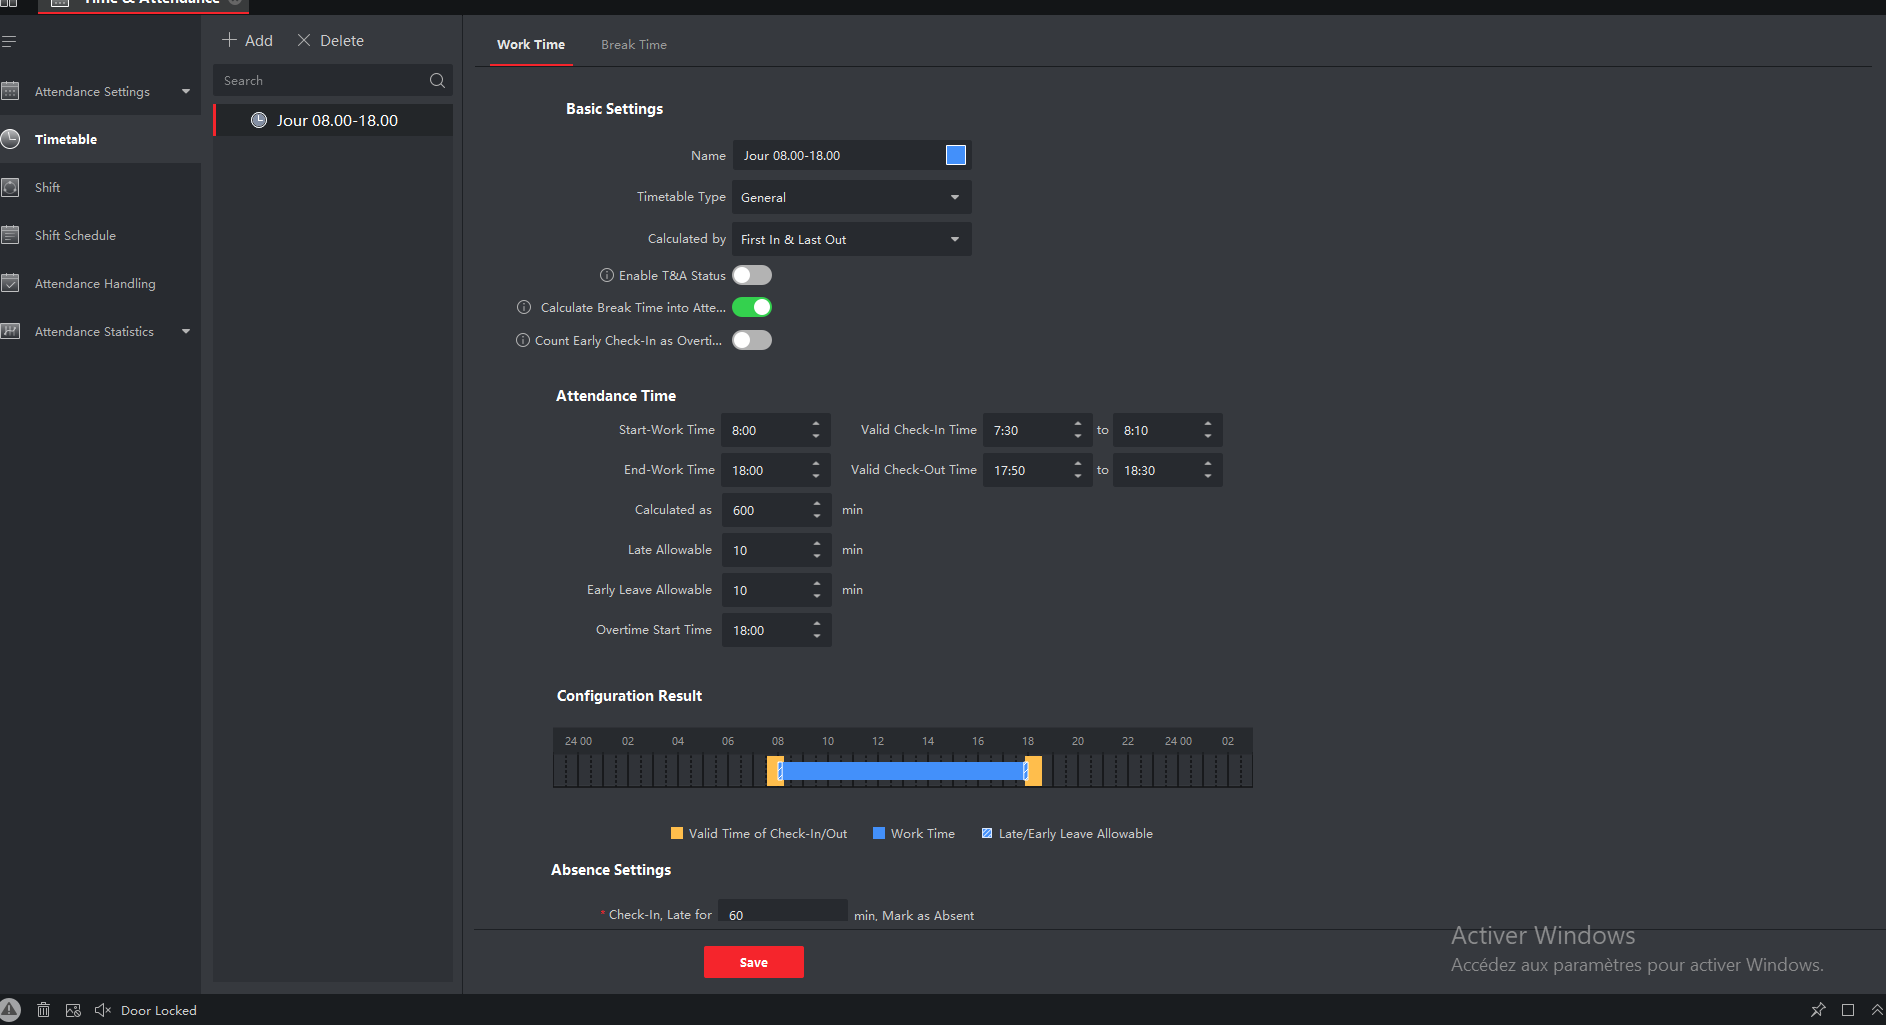 Time & Attendance
Add
Delete
Search
Jour 08.00-18.00
Attendance Settings
Timetable
Shift
Shift Schedule
Attendance Handling
Attendance Statistics
Work Time
Break Time
Basic Settings
Name
Jour 08.00-18.00
Timetable Type
General
Calculated by
First In & Last Out
Enable T&A Status
Calculate Break Time into Atte...
Count Early Check-In as Overti...
Attendance Time
Start-Work Time 8:00 Valid Check-In Time 7:30 to 8:10
End-Work Time 18:00 Valid Check-Out Time 17:50 to 18:30
Calculated as 600 min
Late Allowable 10 min
Early Leave Allowable 10 min
Overtime Start Time 18:00
Configuration Result
24 00 02 04 06 08 10 12 14 16 18 20 22 24 00 02
Valid Time of Check-In/Out Work Time Late/Early Leave Allowable
Absence Settings
* Check-In, Late for 60 min, Mark as Absent
Save
Activer Windows
Accédez aux paramètres pour activer Windows.
Door Locked